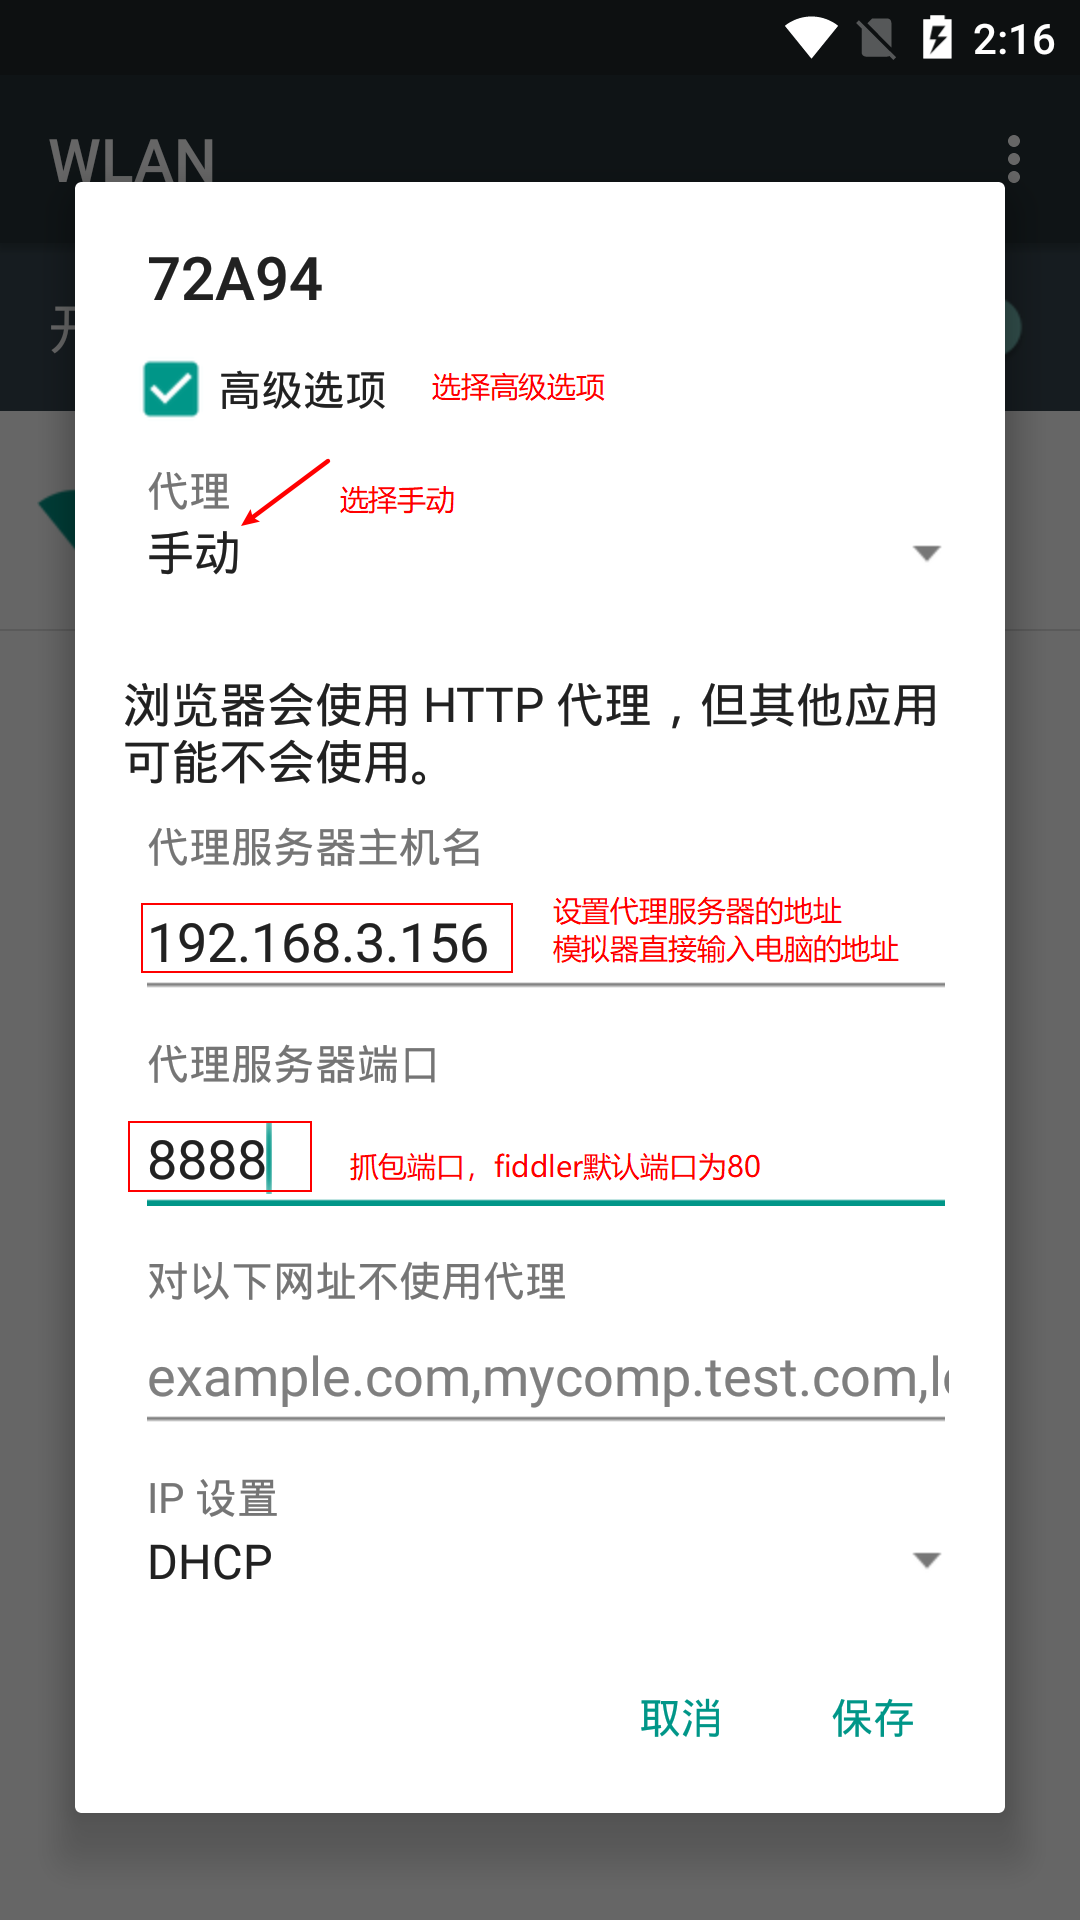 2:16
WLAN
开
72A94
高级选项
选择高级选项
代理
选择手动
手动
浏览器会使用 HTTP 代理，但其他应用
可能不会使用。
代理服务器主机名
192.168.3.156
设置代理服务器的地址
模拟器直接输入电脑的地址
代理服务器端口
8888
抓包端口，fiddler默认端口为80
对以下网址不使用代理
example.com,mycomp.test.com,lo
IP 设置
DHCP
取消
保存